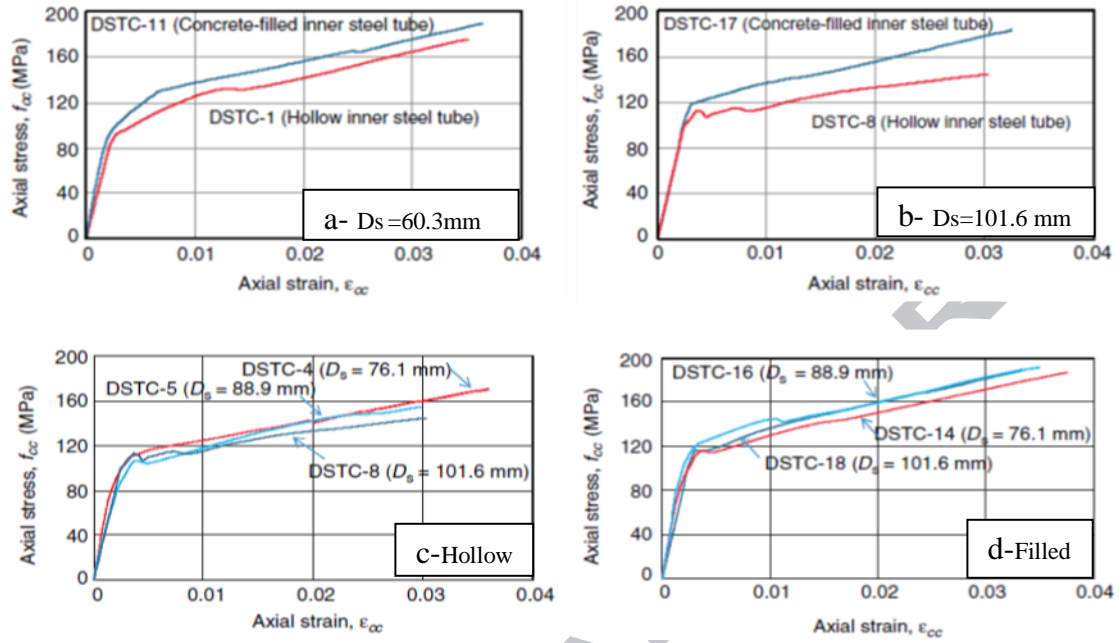 200
160
120
80
40
0
Axial stress, fcc (MPa)
DSTC-11 (Concrete-filled inner steel tube)
DSTC-1 (Hollow inner steel tube)
a- Ds =60.3mm
0 0.01 0.02 0.03 0.04
Axial strain, εcc
200
160
120
80
40
0
Axial stress, fcc (MPa)
DSTC-17 (Concrete-filled inner steel tube)
DSTC-8 (Hollow inner steel tube)
b- Ds=101.6 mm
0 0.01 0.02 0.03 0.04
Axial strain, εcc
200
160
120
80
40
0
Axial stress, fcc (MPa)
DSTC-4 (Ds = 76.1 mm)
DSTC-5 (Ds = 88.9 mm)
DSTC-8 (Ds = 101.6 mm)
c-Hollow
0 0.01 0.02 0.03 0.04
Axial strain, εcc
200
160
120
80
40
0
Axial stress, fcc (MPa)
DSTC-16 (Ds = 88.9 mm)
DSTC-14 (Ds = 76.1 mm)
DSTC-18 (Ds = 101.6 mm)
d-Filled
0 0.01 0.02 0.03 0.04
Axial strain, εcc